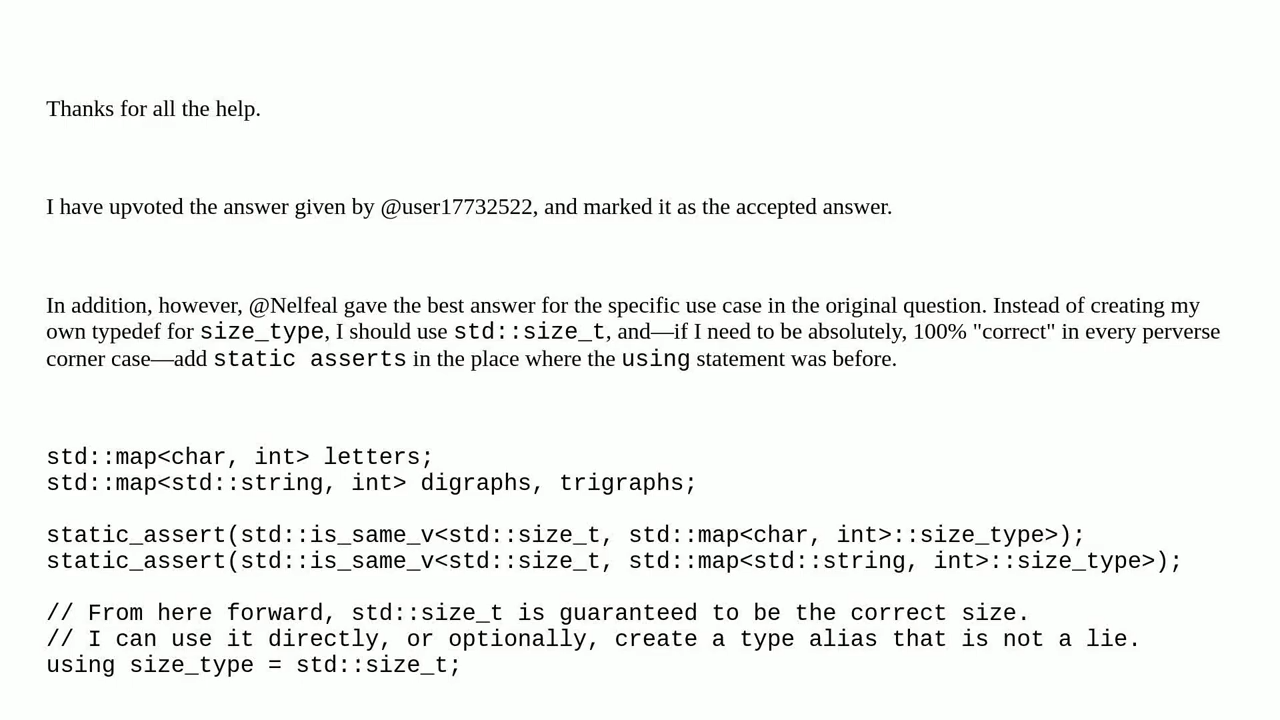 Thanks for all the help.
I have upvoted the answer given by @user17732522, and marked it as the accepted answer.
In addition, however, @Nelfeal gave the best answer for the specific use case in the original question. Instead of creating my
own typedef for size_type, I should use std::size_t, and—if I need to be absolutely, 100% "correct" in every perverse
corner case—add static asserts in the place where the using statement was before.
std::map<char, int> letters;
std::map<std::string, int> digraphs, trigraphs;
static_assert(std::is_same_v<std::size_t, std::map<char, int>::size_type>);
static_assert(std::is_same_v<std::size_t, std::map<std::string, int>::size_type>);
// From here forward, std::size_t is guaranteed to be the correct size.
// I can use it directly, or optionally, create a type alias that is not a lie.
using size_type = std::size_t;